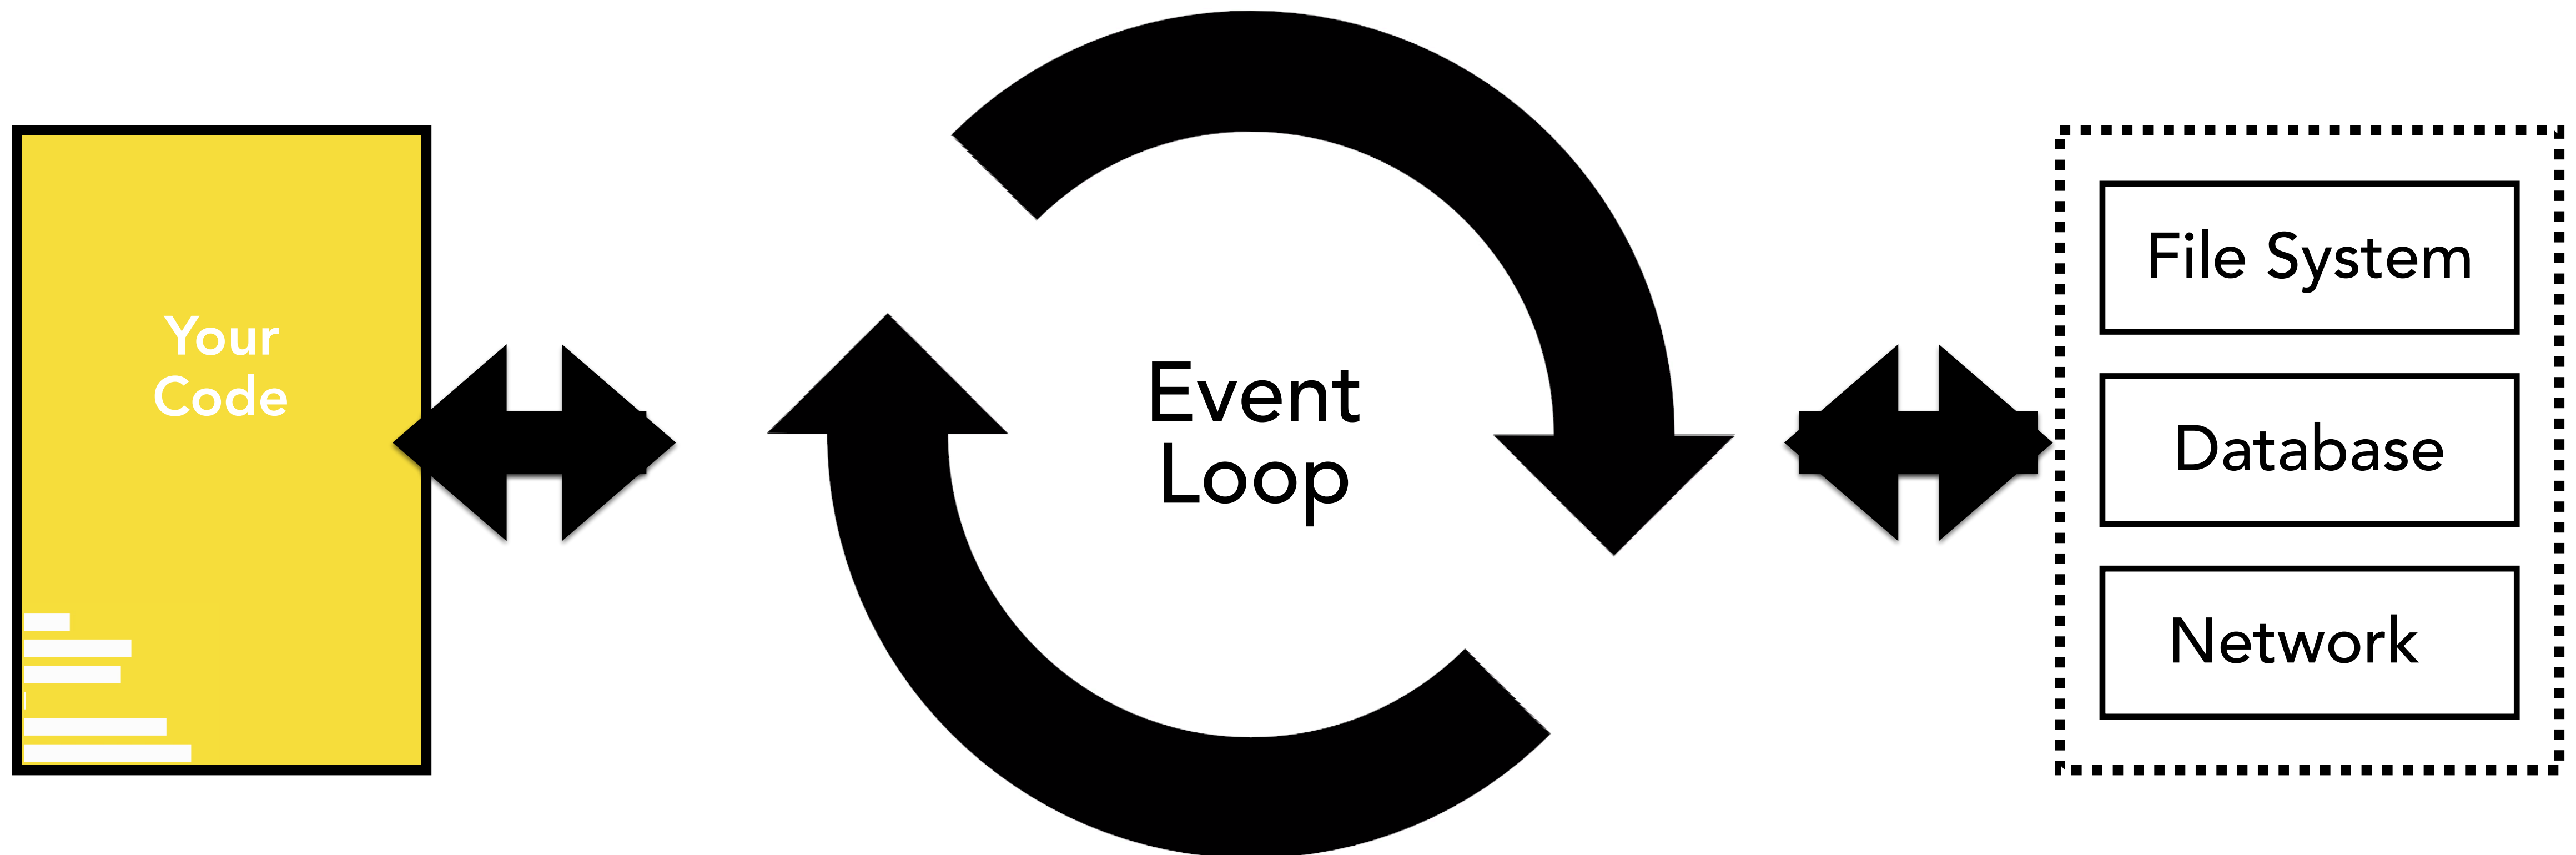 Your
Code
Event
Loop
File System
Database
Network